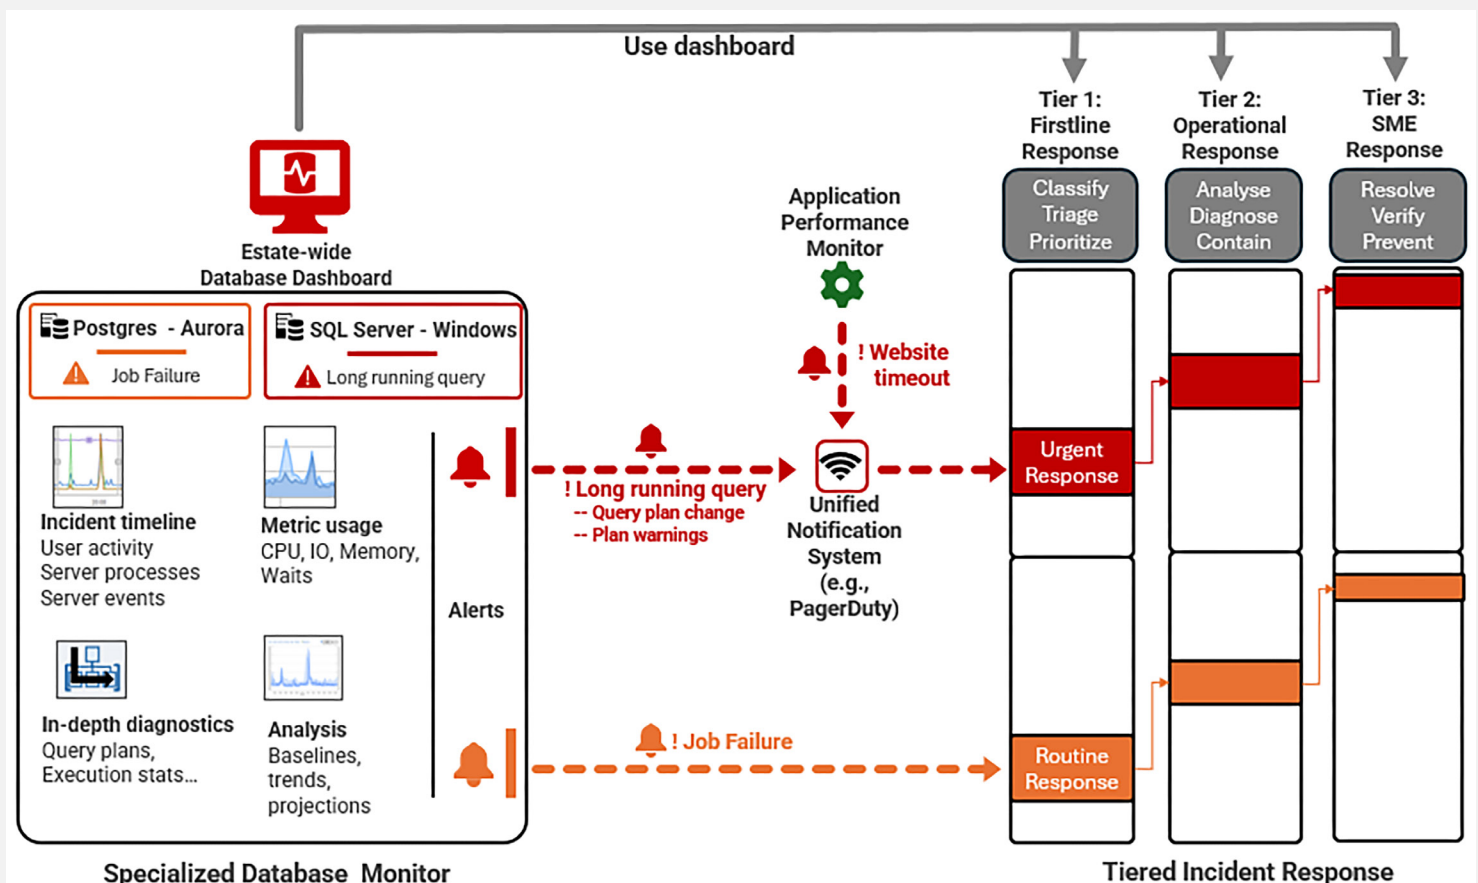 Use dashboard
Tier 1:
Firstline
Response
Tier 2:
Operational
Response
Tier 3:
SME
Response
Classify
Triage
Prioritize
Analyse
Diagnose
Contain
Resolve
Verify
Prevent
Application
Performance
Monitor
Estate-wide
Database Dashboard
Postgres - Aurora
Job Failure
SQL Server - Windows
Long running query
! Website
timeout
Incident timeline
User activity
Server processes
Server events
Metric usage
CPU, IO, Memory,
Waits
Alerts
In-depth diagnostics
Query plans,
Execution stats...
Analysis
Baselines,
trends,
projections
! Long running query
-- Query plan change
-- Plan warnings
Unified
Notification
System
(e.g.,
PagerDuty)
Urgent
Response
! Job Failure
Routine
Response
Specialized Database Monitor
Tiered Incident Response